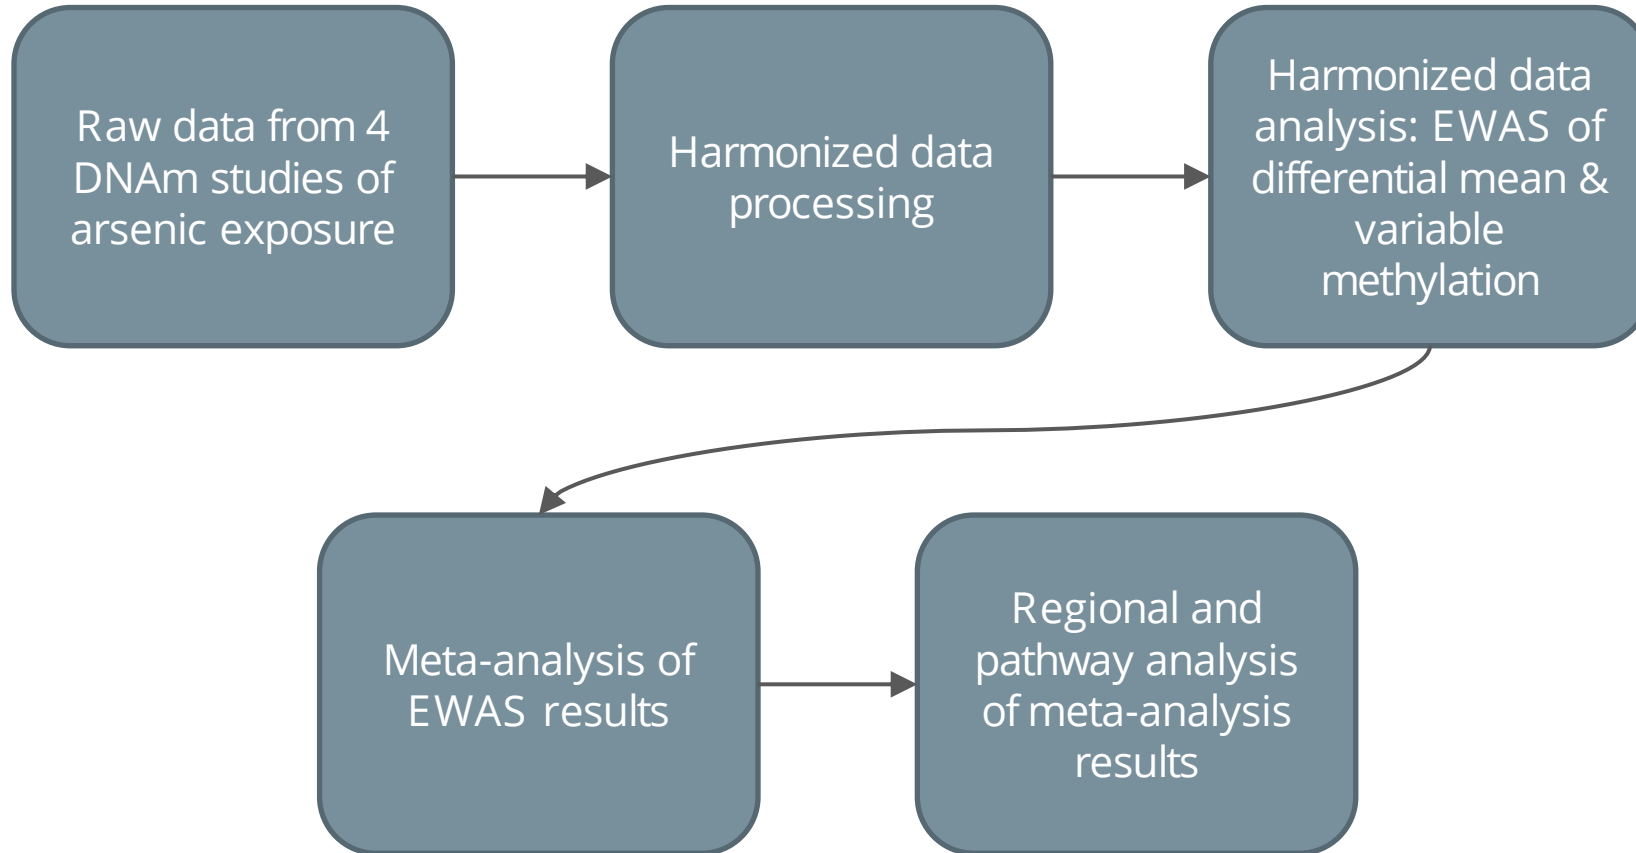 Raw data from 4
DNAm studies of
arsenic exposure
Harmonized data
processing
Harmonized data
analysis: EWAS of
differential mean &
variable
methylation
Meta-analysis of
EWAS results
Regional and
pathway analysis
of meta-analysis
results